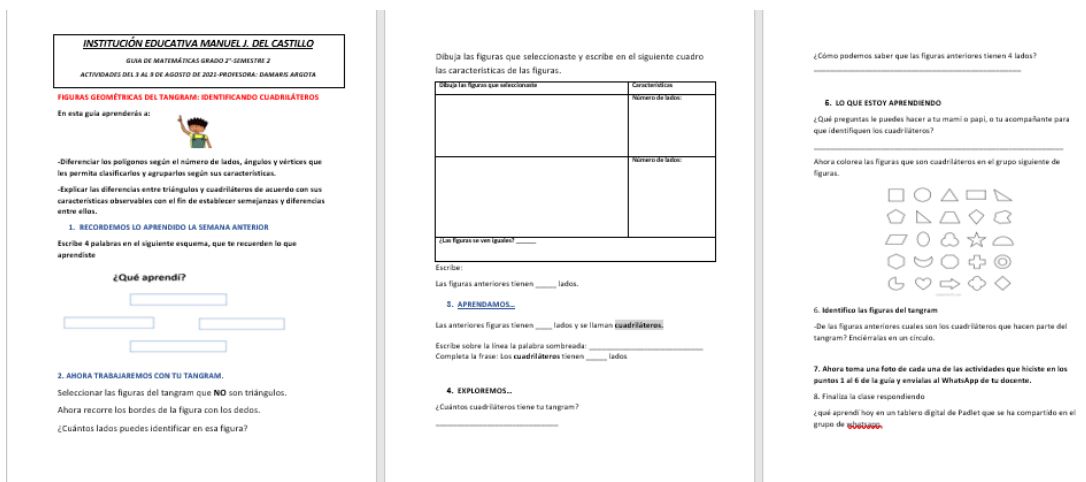 INSTITUCIÓN EDUCATIVA MANUEL J. DEL CASTILLO
GUIA DE MATEMÁTICAS GRADO 2°-SEMESTRE 2
ACTIVIDADES DEL 3 AL 9 DE AGOSTO DE 2021-PROFESORA: DAMARIS ARGOTA
FIGURAS GEOMÉTRICAS DEL TANGRAM: IDENTIFICANDO CUADRILÁTEROS
En esta guia aprenderás a:
-Diferenciar los polígonos según el número de lados, ángulos y vértices que
les permita clasificarlos y agruparlos según sus características.
-Explicar las diferencias entre triángulos y cuadriláteros de acuerdo con sus
características observables con el fin de establecer semejanzas y diferencias
entre ellos.
1. RECORDEMOS LO APRENDIDO LA SEMANA ANTERIOR
Escribe 4 palabras en el siguiente esquema, que te recuerden lo que
aprendiste
¿Qué aprendí?
2. AHORA TRABAJAREMOS CON TU TANGRAM.
Seleccionar las figuras del tangram que NO son triángulos.
Ahora recorre los bordes de la figura con los dedos.
¿Cuántos lados puedes identificar en esa figura?
Dibuja las figuras que seleccionaste y escribe en el siguiente cuadro
las características de las figuras.
Dibuja las figuras que seleccionaste Características
Número de lados:
Número de lados:
¿Las figuras se ven iguales? ______
Escribe:
Las figuras anteriores tienen _____ lados.
3. APRENDAMOS...
Las anteriores figuras tienen ____ lados y se llaman cuadriláteros.
Escribe sobre la línea la palabra sombreada: ____________________
Completa la frase: Los cuadriláteros tienen _____ lados
4. EXPLOREMOS...
¿Cuántos cuadriláteros tiene tu tangram?
¿Cómo podemos saber que las figuras anteriores tienen 4 lados?
6. LO QUE ESTOY APRENDIENDO
¿Qué preguntas le puedes hacer a tu mami o papi, o tu acompañante para
que identifiquen los cuadriláteros?
Ahora colorea las figuras que son cuadriláteros en el grupo siguiente de
figuras.
6. Identifico las figuras del tangram
-De las figuras anteriores cuales son los cuadriláteros que hacen parte del
tangram? Enciérralas en un círculo.
7. Ahora toma una foto de cada una de las actividades que hiciste en los
puntos 1 al 6 de la guía y envialas al WhatsApp de tu docente.
8. Finaliza la clase respondiendo
¿qué aprendí hoy en un tablero digital de Padlet que se ha compartido en el
grupo de whatsapp.